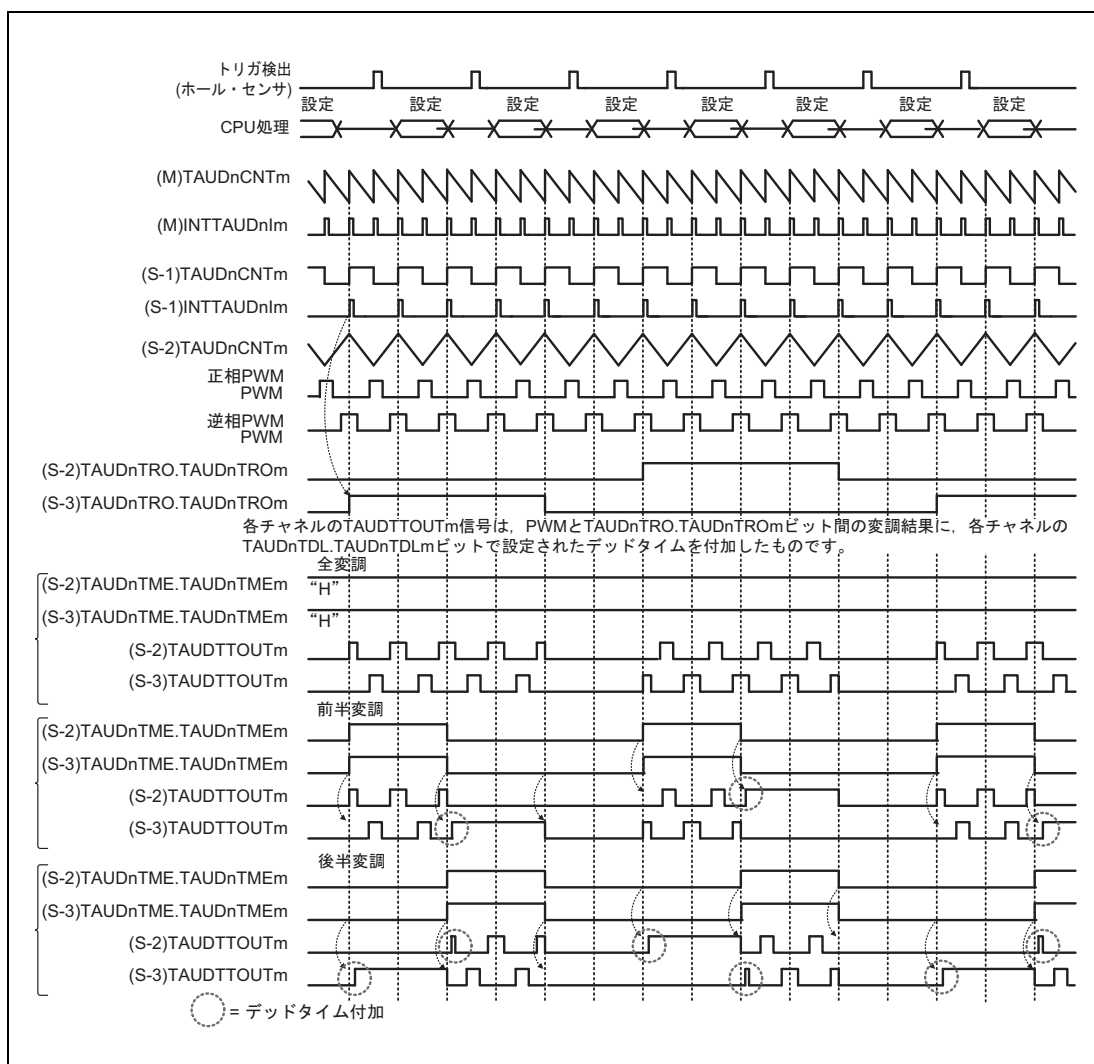 トリガ検出
(ホール・センサ)
設定 設定 設定 設定 設定 設定 設定 設定
CPU処理
(M)TAUDnCNTm
(M)INTTAUDnIm
(S-1)TAUDnCNTm
(S-1)INTTAUDnIm
(S-2)TAUDnCNTm
正相PWM
PWM
逆相PWM
PWM
(S-2)TAUDnTRO.TAUDnTROm
(S-3)TAUDnTRO.TAUDnTROm
各チャネルのTAUDTTOUTm信号は，PWMとTAUDnTRO.TAUDnTROmビット間の変調結果に，各チャネルの
TAUDnTDL.TAUDnTDLmビットで設定されたデッドタイムを付加したものです。
全変調
(S-2)TAUDnTME.TAUDnTMEm “H”
(S-3)TAUDnTME.TAUDnTMEm “H”
(S-2)TAUDTTOUTm
(S-3)TAUDTTOUTm
前半変調
(S-2)TAUDnTME.TAUDnTMEm
(S-3)TAUDnTME.TAUDnTMEm
(S-2)TAUDTTOUTm
(S-3)TAUDTTOUTm
後半変調
(S-2)TAUDnTME.TAUDnTMEm
(S-3)TAUDnTME.TAUDnTMEm
(S-2)TAUDTTOUTm
(S-3)TAUDTTOUTm
= デッドタイム付加